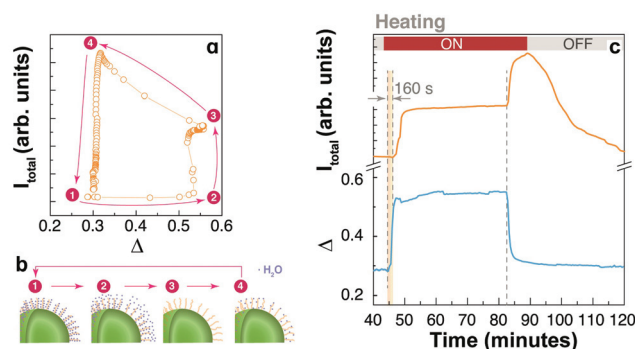 a
I_total (arb. units)
4
3
1
2
0.2 0.3 0.4 0.5 0.6
Δ
b
· H₂O
1 2 3 4
Heating
ON OFF
c
160 s
I_total (arb. units)
0.6
0.4
0.2
Δ
40 50 60 70 80 90 100 110 120
Time (minutes)